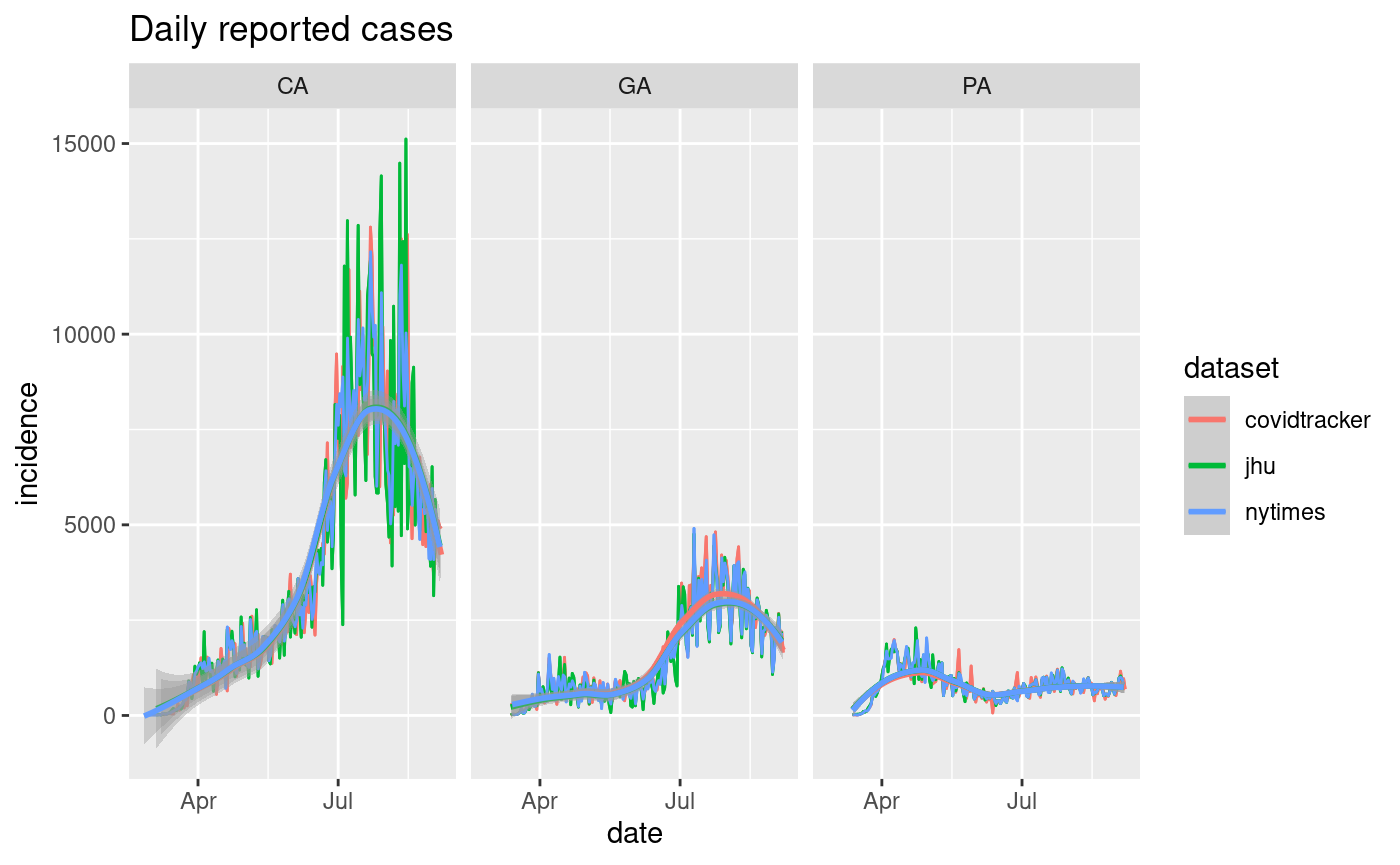 Daily reported cases
CA
GA
PA
15000
10000
5000
0
incidence
Apr
Jul
Apr
Jul
Apr
Jul
date
dataset
covidtracker
jhu
nytimes